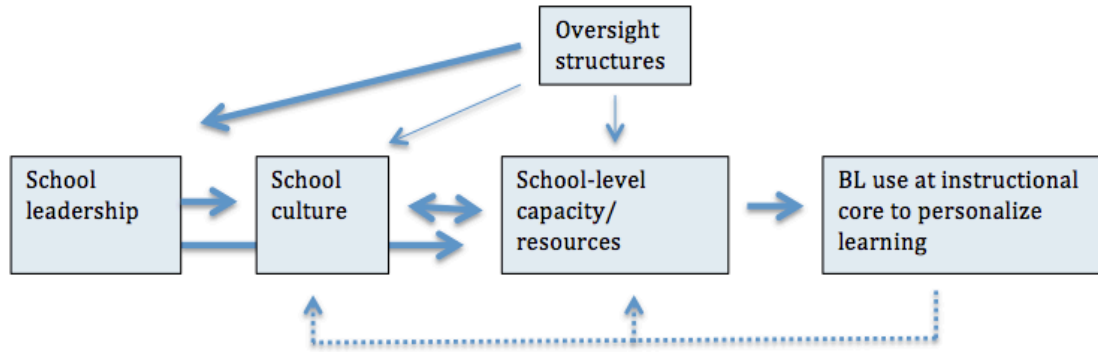 Oversight
structures
School
leadership
School
culture
School-level
capacity/
resources
BL use at instructional
core to personalize
learning